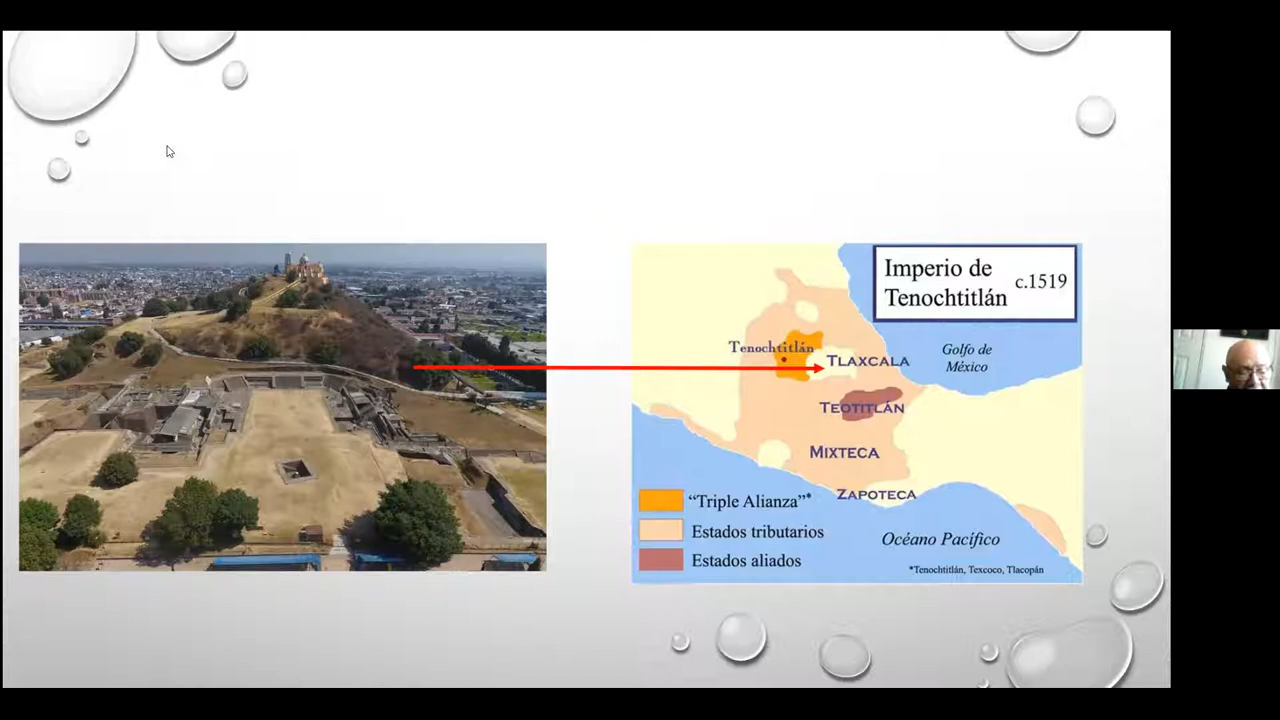 Imperio de
Tenochtitlán
c.1519
Tenochtitlán
TLAXCALA
Golfo de
México
TEOTITLÁN
MIXTECA
ZAPOTECA
"Triple Alianza"*
Estados tributarios
Estados aliados
Océano Pacífico
*Tenochtitlán, Texcoco, Tlacopán